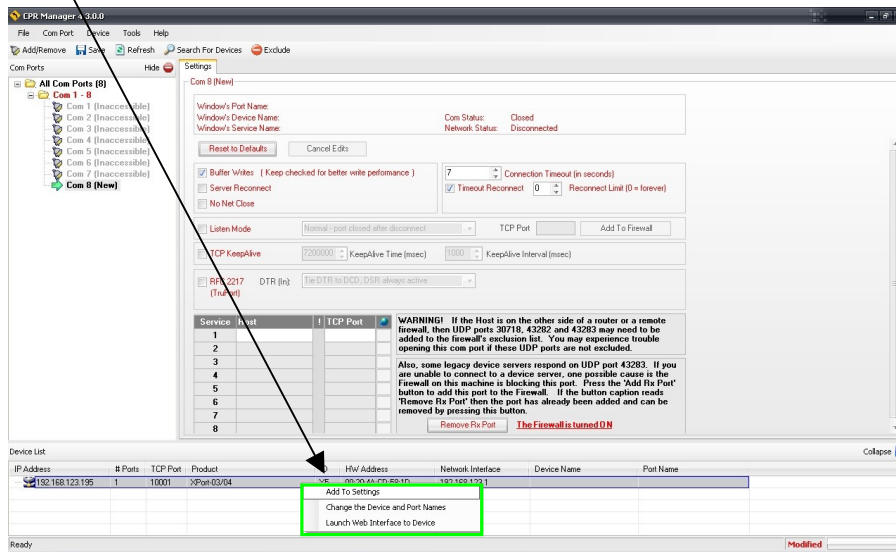 CPR Manager 4.3.0.0
File Com Port Device Tools Help
Add/Remove Save Refresh Search For Devices Exclude
Com Ports Hide Settings
All Com Ports (8)
Com 1 - 8
Com 1 (Inaccessible)
Com 2 (Inaccessible)
Com 3 (Inaccessible)
Com 4 (Inaccessible)
Com 5 (Inaccessible)
Com 6 (Inaccessible)
Com 7 (Inaccessible)
Com 8 (New)
Com 8 (New)
Window's Port Name:
Window's Device Name: Com Status: Closed
Window's Service Name: Network Status: Disconnected
Reset to Defaults Cancel Edits
Buffer Writes ( Keep checked for better write performance ) 7 Connection Timeout (in seconds)
Server Reconnect Timeout Reconnect 0 Reconnect Limit (0 = forever)
No Net Close
Listen Mode Normal - port closed after disconnect TCP Port Add To Firewall
TCP KeepAlive 7200000 KeepAlive Time (msec) 1000 KeepAlive Interval (msec)
RFC 2217 DTR (In): Tie DTR to DCD, DSR always active
(TruPort)
Service Host ! TCP Port
1
2
3
4
5
6
7
8
WARNING! If the Host is on the other side of a router or a remote
firewall, then UDP ports 30718, 43282 and 43283 may need to be
added to the firewall's exclusion list. You may experience trouble
opening this com port if these UDP ports are not excluded.
Also, some legacy device servers respond on UDP port 43283. If you
are unable to connect to a device server, one possible cause is the
Firewall on this machine is blocking this port. Press the 'Add Rx Port'
button to add this port to the Firewall. If the button caption reads
'Remove Rx Port' then the port has already been added and can be
removed by pressing this button.
Remove Rx Port The Firewall is turned ON
Device List Collapse
IP Address # Ports TCP Port Product HW Address Network Interface Device Name Port Name
192.168.123.195 1 10001 XPort-03/04 00-20-4A-CD-58-1D 192.168.123.1
Add To Settings
Change the Device and Port Names
Launch Web Interface to Device
Ready Modified